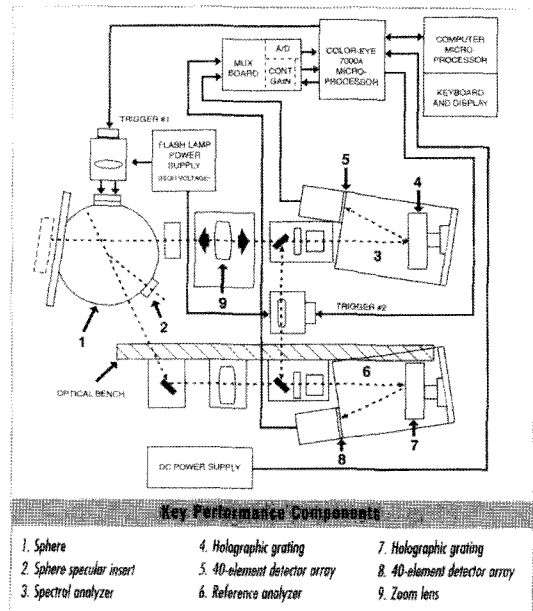 MUX
BOARD
A/D
CONT
GAIN
COLOR-EYE
7000A
MICRO-
PROCESSOR
COMPUTER
MICRO-
PROCESSOR
KEYBOARD
AND DISPLAY
TRIGGER #1
FLASH LAMP
POWER
SUPPLY
(HIGH VOLTAGE)
5
4
3
9
1
2
TRIGGER #2
6
OPTICAL BENCH
8
7
DC POWER SUPPLY
Key Performance Components
1. Sphere
2. Sphere specular insert
3. Spectral analyzer
4. Holographic grating
5. 40-element detector array
6. Reference analyzer
7. Holographic grating
8. 40-element detector array
9. Zoom lens